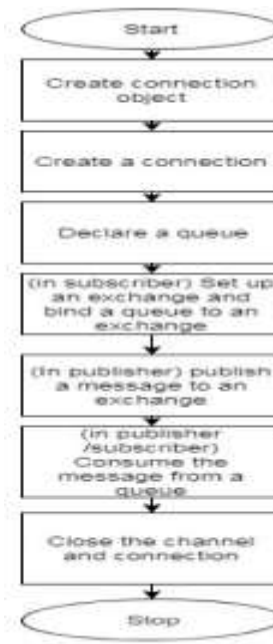 Start
Create connection
object
Create a connection
Declare a queue
(in subscriber) Set up
an exchange and
bind a queue to an
exchange
(In publisher) publish
a message to an
exchange
(in publisher
/subscriber)
Consume the
message from a
queue
Close the channel
and connection
Stop